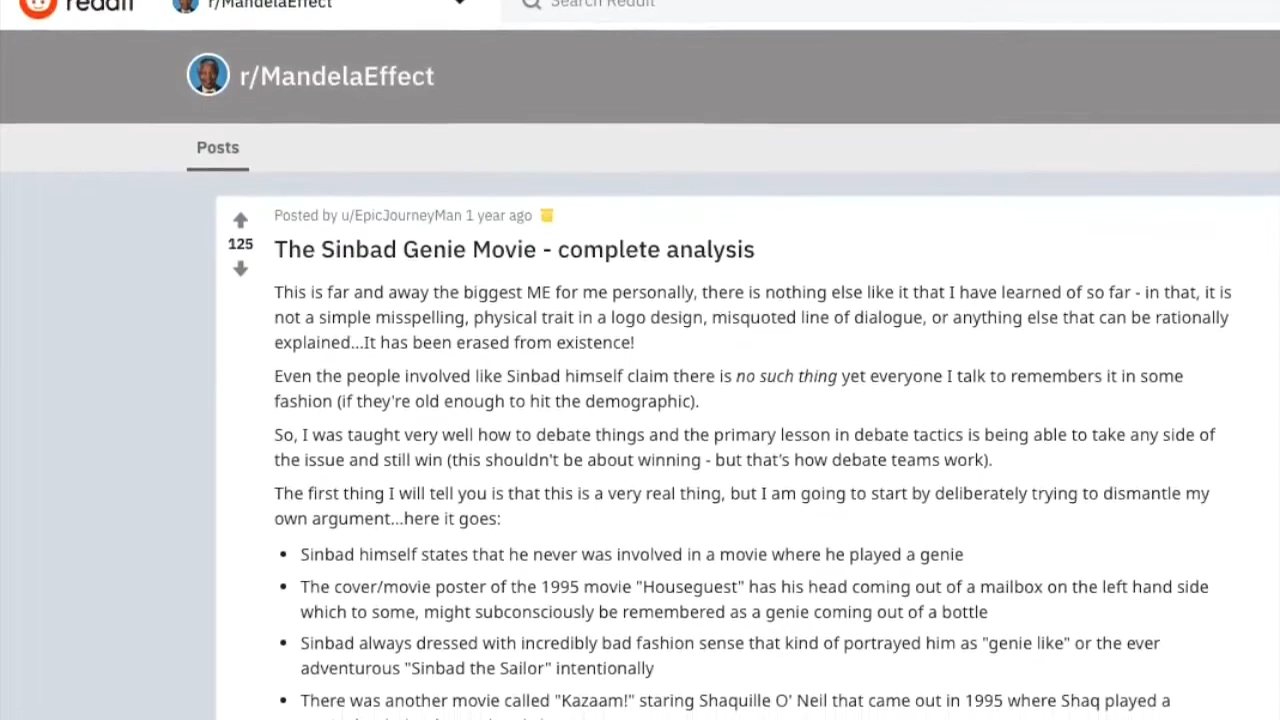 reddit
r/MandelaEffect
Search Reddit
r/MandelaEffect
Posts
Posted by u/EpicJourneyMan 1 year ago
125
The Sinbad Genie Movie - complete analysis
This is far and away the biggest ME for me personally, there is nothing else like it that I have learned of so far - in that, it is
not a simple misspelling, physical trait in a logo design, misquoted line of dialogue, or anything else that can be rationally
explained...It has been erased from existence!
Even the people involved like Sinbad himself claim there is no such thing yet everyone I talk to remembers it in some
fashion (if they're old enough to hit the demographic).
So, I was taught very well how to debate things and the primary lesson in debate tactics is being able to take any side of
the issue and still win (this shouldn't be about winning - but that's how debate teams work).
The first thing I will tell you is that this is a very real thing, but I am going to start by deliberately trying to dismantle my
own argument...here it goes:
• Sinbad himself states that he never was involved in a movie where he played a genie
• The cover/movie poster of the 1995 movie "Houseguest" has his head coming out of a mailbox on the left hand side
which to some, might subconsciously be remembered as a genie coming out of a bottle
• Sinbad always dressed with incredibly bad fashion sense that kind of portrayed him as "genie like" or the ever
adventurous "Sinbad the Sailor" intentionally
• There was another movie called "Kazaam!" staring Shaquille O' Neil that came out in 1995 where Shaq played a